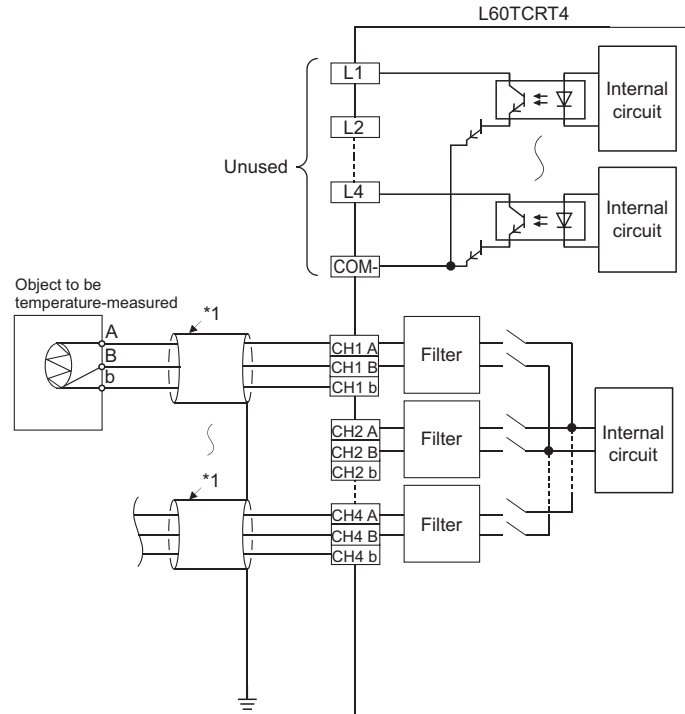 L60TCRT4
L1
L2
L4
COM-
Unused
Internal
circuit
Internal
circuit
Object to be
temperature-measured
A
B
b
*1
*1
CH1 A
CH1 B
CH1 b
CH2 A
CH2 B
CH2 b
CH4 A
CH4 B
CH4 b
Filter
Filter
Filter
Internal
circuit